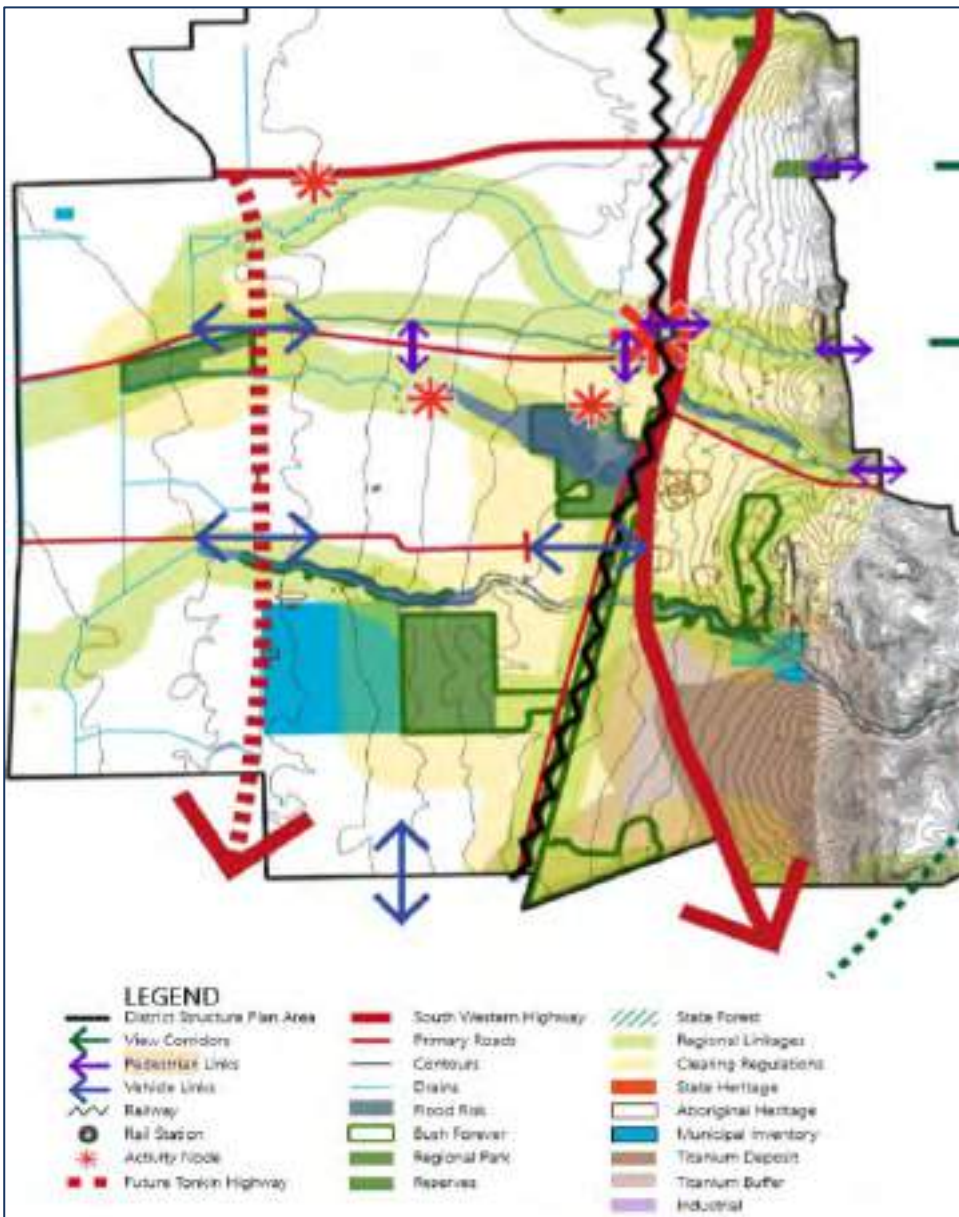 LEGEND
District Structure Plan Area
View Corridors
Pedestrian Links
Vehicle Links
Railway
Rail Station
Activity Node
Future Tonkin Highway
South Western Highway
Primary Roads
Contours
Drains
Flood Risk
Bush Forever
Regional Park
Reserves
State Forest
Regional Linkages
Clearing Regulations
State Heritage
Aboriginal Heritage
Municipal Inventory
Titanium Deposit
Titanium Buffer
Industrial